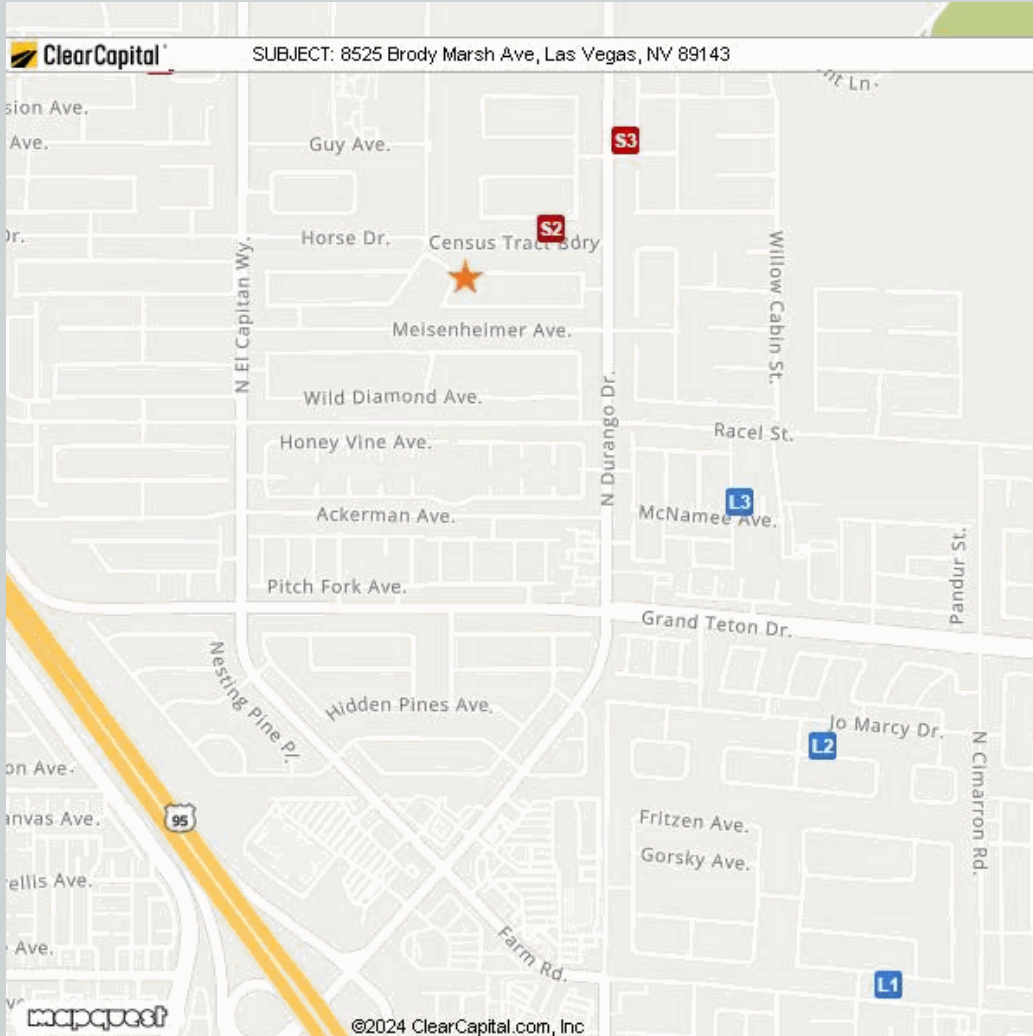 ClearCapital SUBJECT: 8525 Brody Marsh Ave, Las Vegas, NV 89143
nt Ln.
sion Ave.
Ave.
Guy Ave.
S3
S2
Dr.
Horse Dr.
Census Tract Bdry
N El Capitan Wy.
Willow Cabin St.
Meisenheimer Ave.
Wild Diamond Ave.
N Durango Dr.
Racel St.
Honey Vine Ave.
L3
McNamee Ave.
Ackerman Ave.
Pandur St.
Pitch Fork Ave.
Grand Teton Dr.
Nesting Pine Pl.
Hidden Pines Ave.
Jo Marcy Dr.
L2
N Cimarron Rd.
on Ave.
95
anvas Ave.
Fritzen Ave.
Gorsky Ave.
ellis Ave.
Ave.
Farm Rd.
L1
mapquest
©2024 ClearCapital.com, Inc